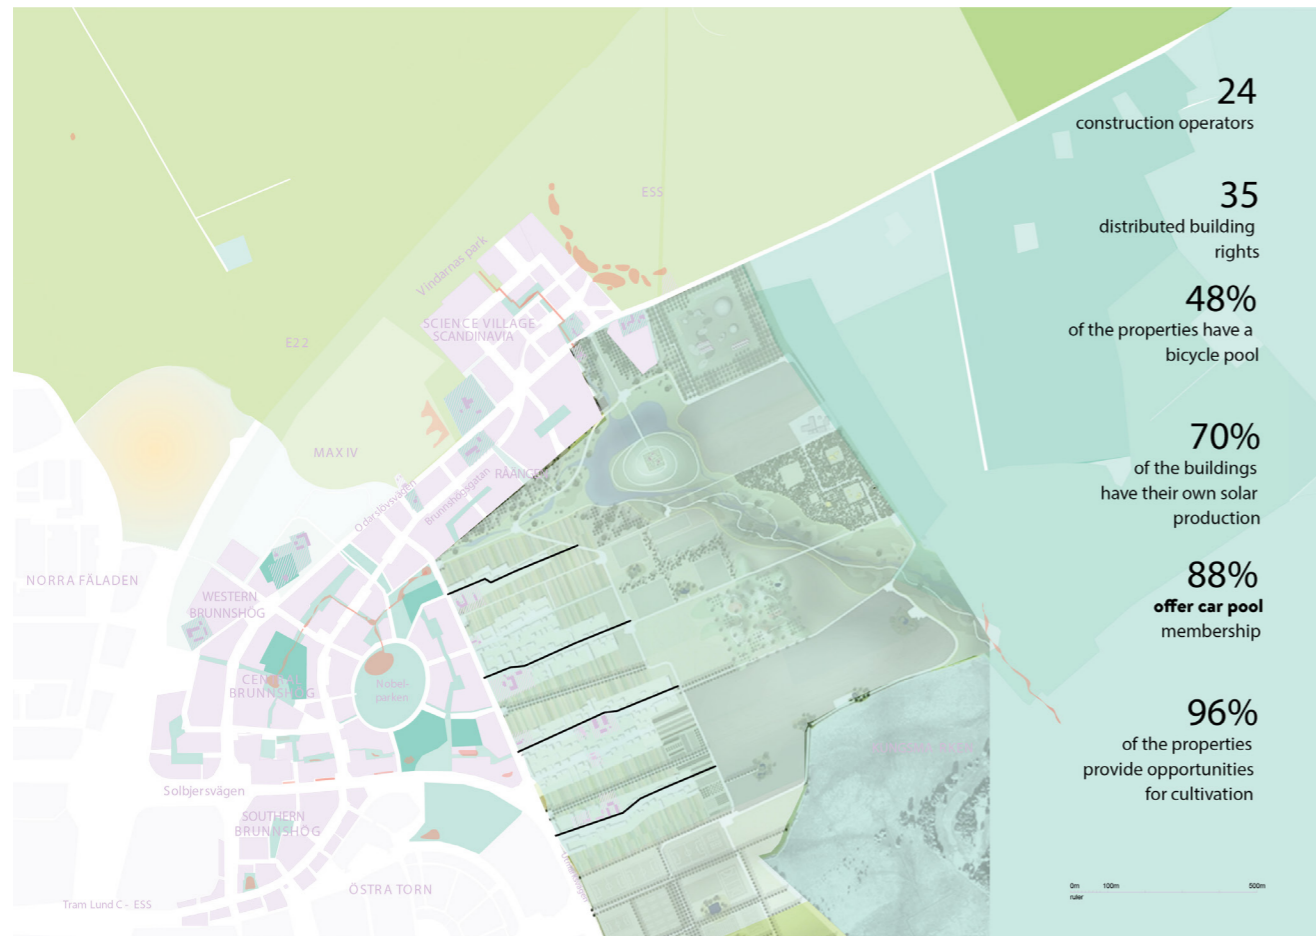 24
construction operators
ESS
35
distributed building
rights
Vindarnas park
48%
of the properties have a
bicycle pool
SCIENCE VILLAGE
SCANDINAVIA
E22
70%
of the buildings
have their own solar
production
MAX IV
Odarslövsvägen
Brunnshögsgatan
NORRA FÄLADEN
WESTERN
BRUNNSHÖG
88%
offer car pool
membership
CENTRAL
BRUNNSHÖG
Nobel-
parken
96%
of the properties
provide opportunities
for cultivation
Solbjersvägen
SOUTHERN
BRUNNSHÖG
ÖSTRA TORN
Tram Lund C - ESS
0m 100m 500m
ruler